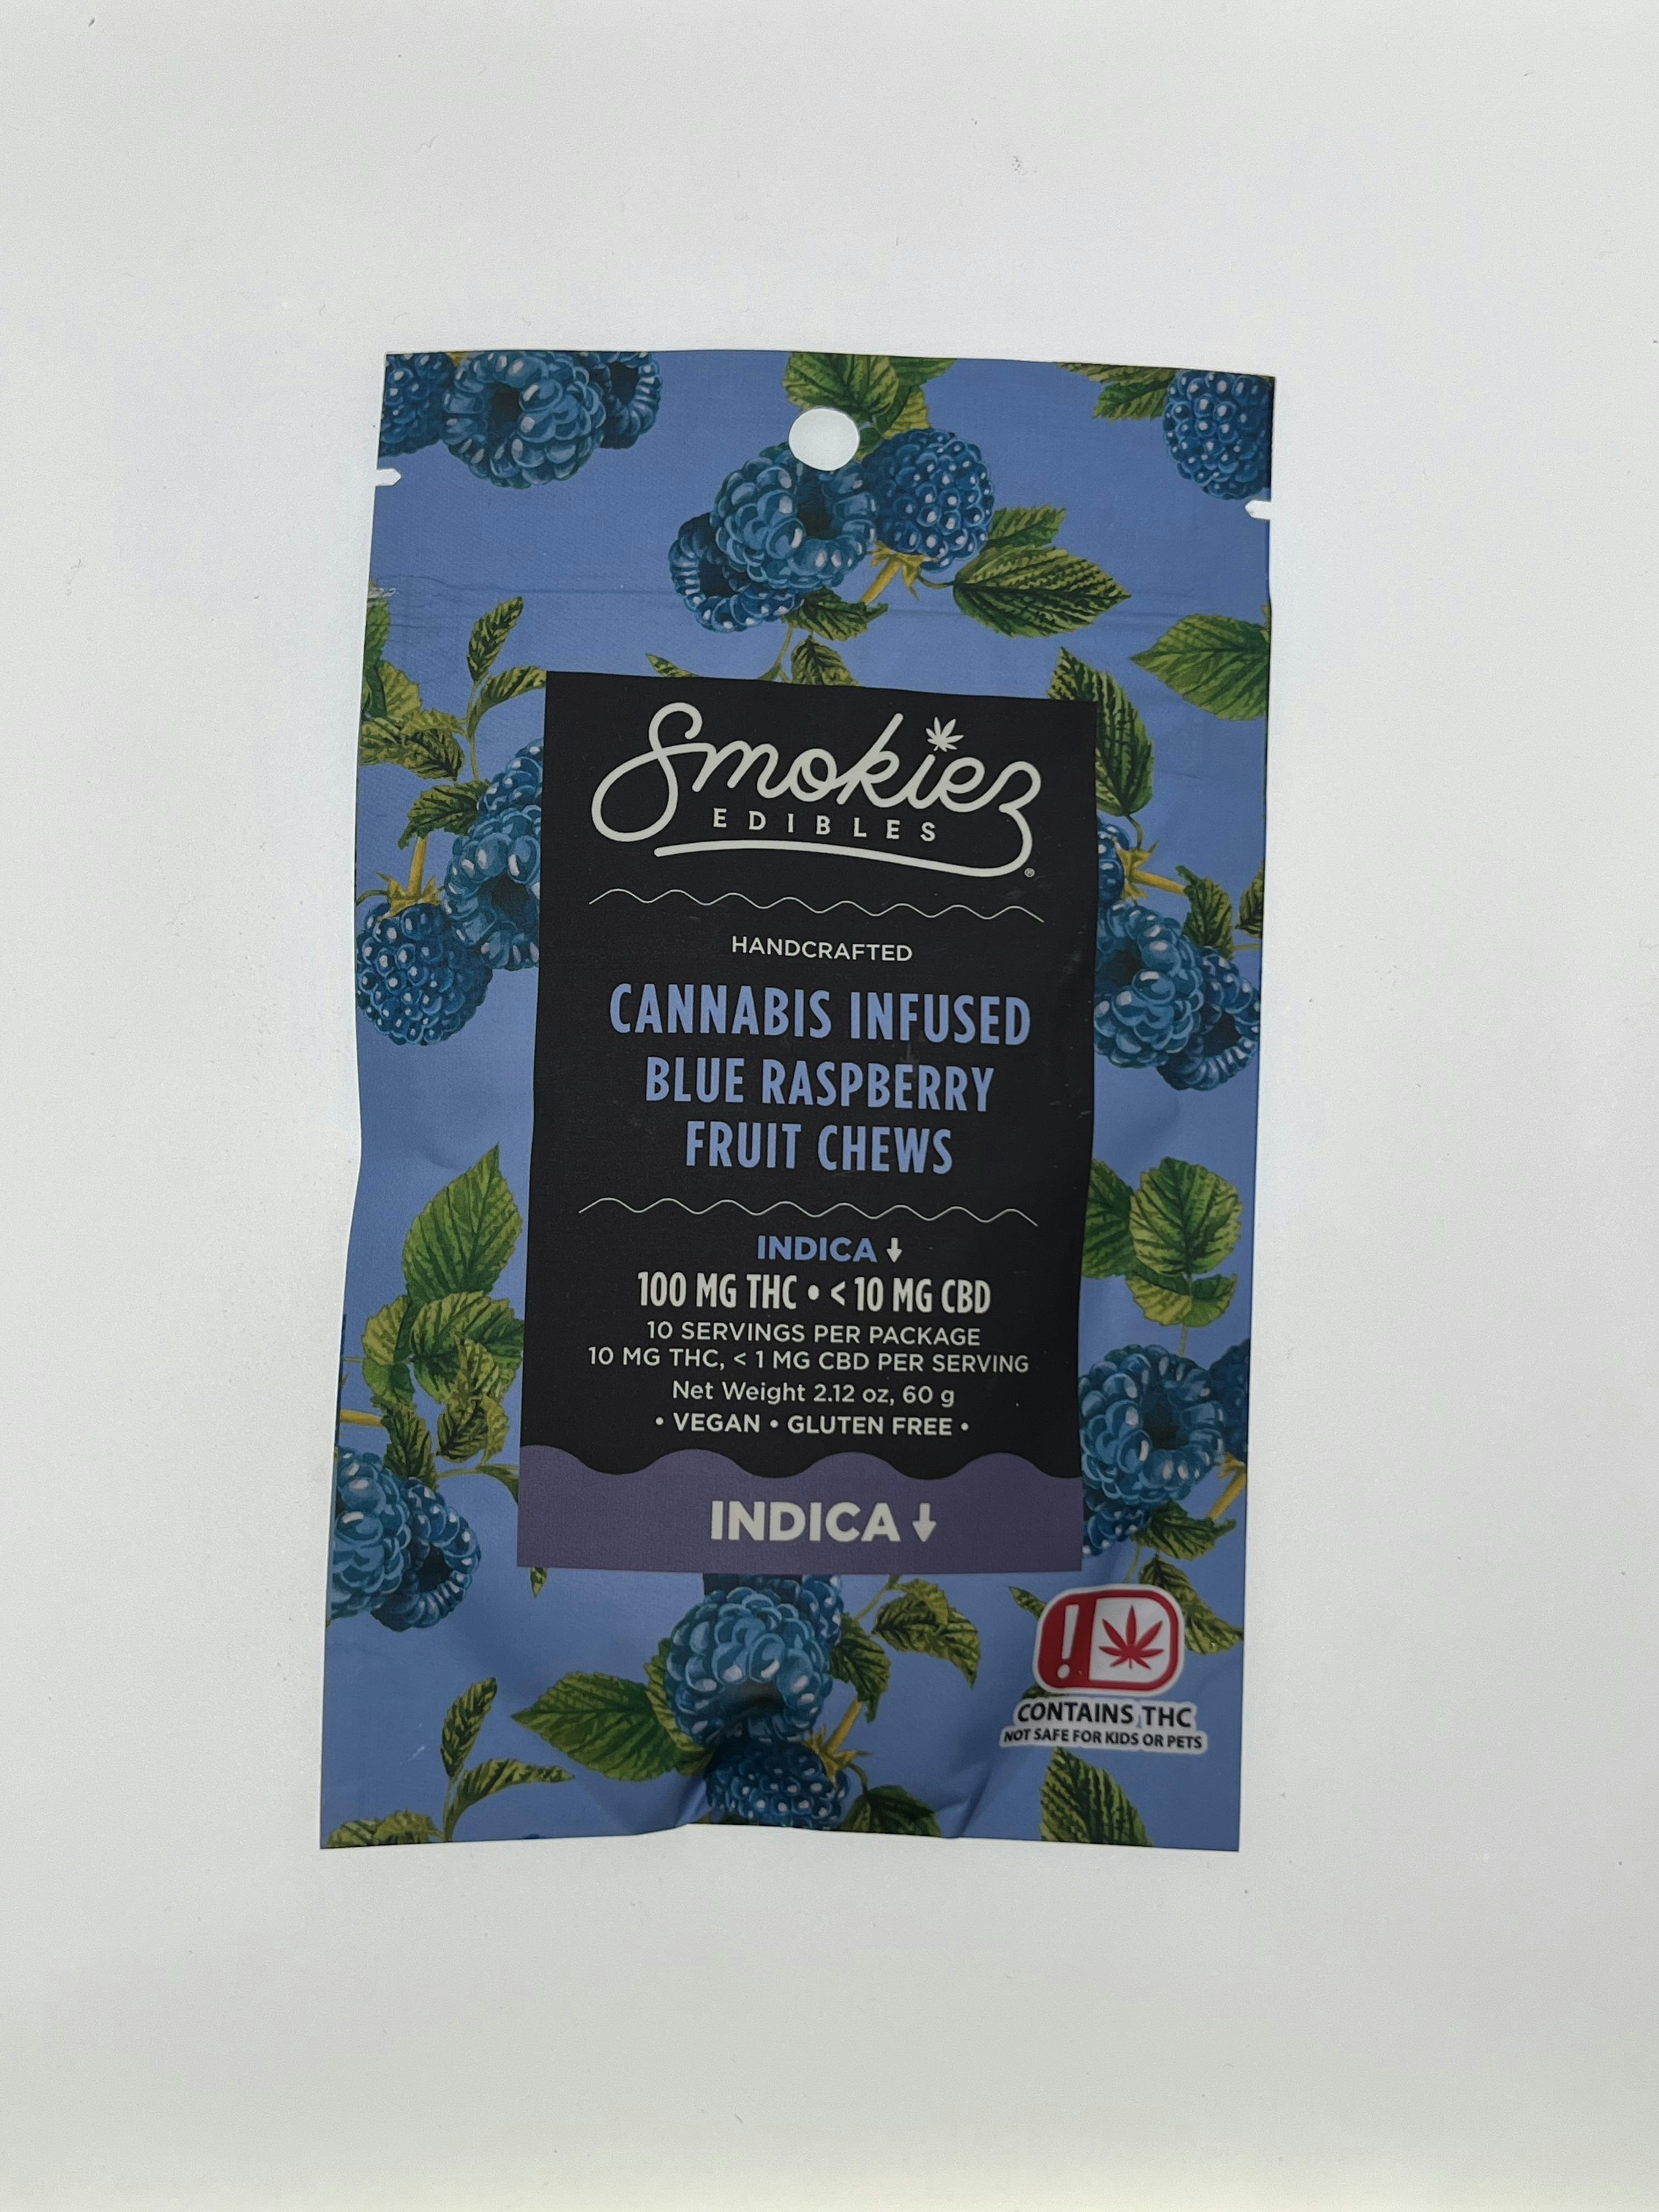 Smokiez
EDIBLES
®
HANDCRAFTED
CANNABIS INFUSED
BLUE RASPBERRY
FRUIT CHEWS
INDICA ↓
100 MG THC • < 10 MG CBD
10 SERVINGS PER PACKAGE
10 MG THC, < 1 MG CBD PER SERVING
Net Weight 2.12 oz, 60 g
• VEGAN • GLUTEN FREE •
INDICA ↓
!
CONTAINS THC
NOT SAFE FOR KIDS OR PETS